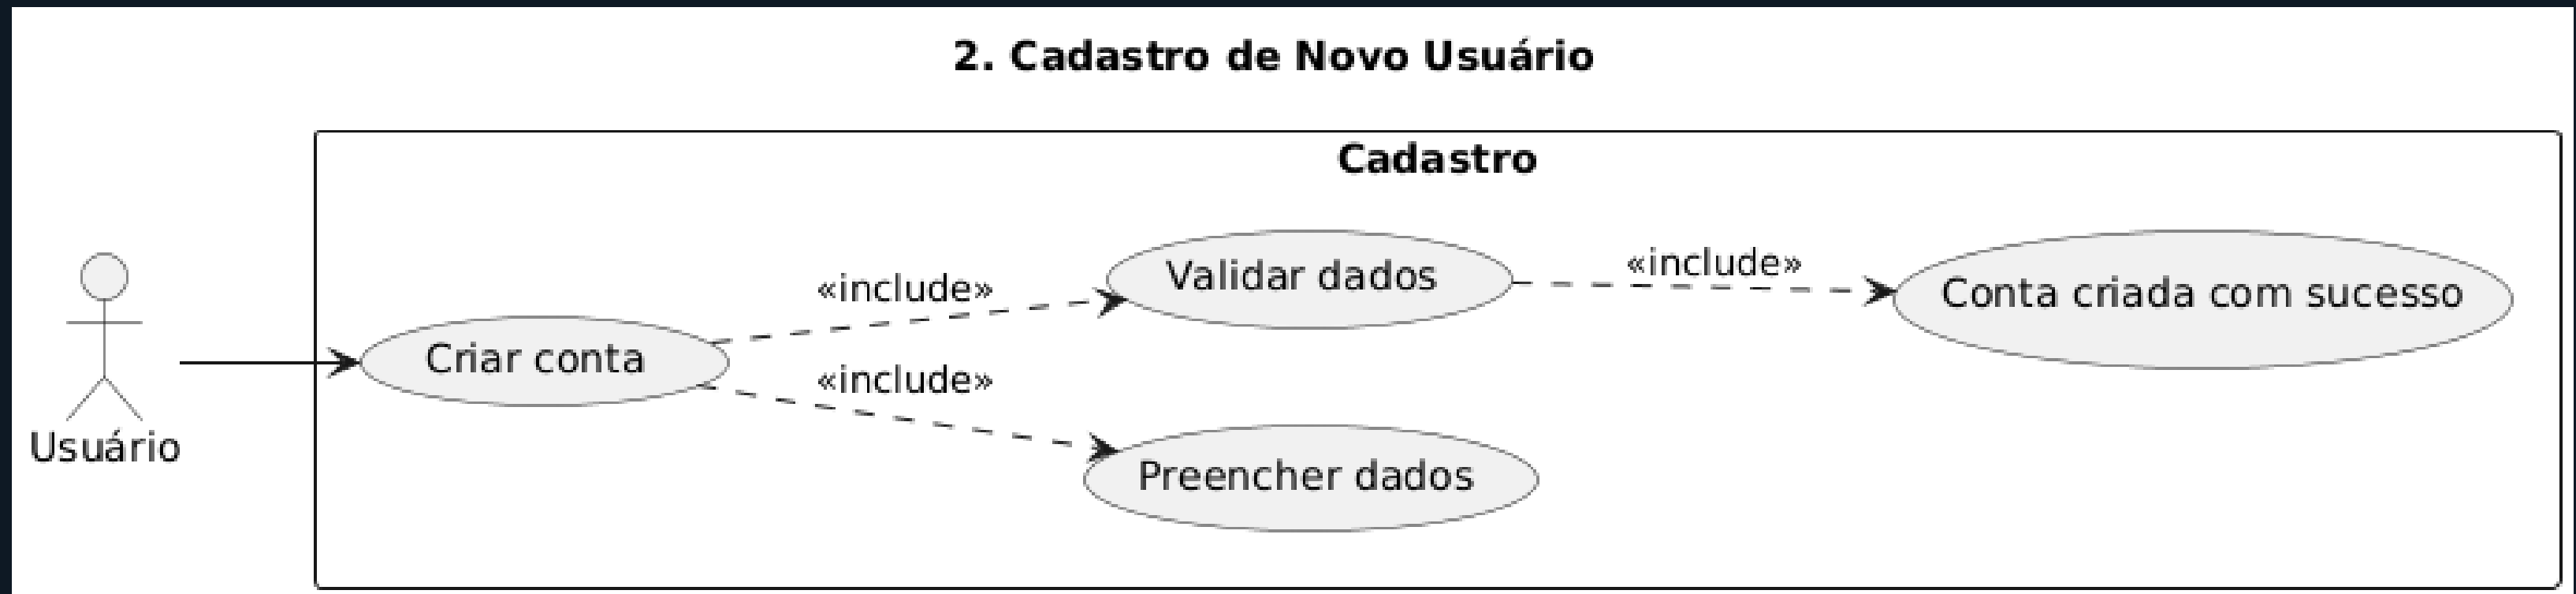 2. Cadastro de Novo Usuário
Cadastro
«include»
Validar dados
«include»
Conta criada com sucesso
Criar conta
«include»
Preencher dados
Usuário